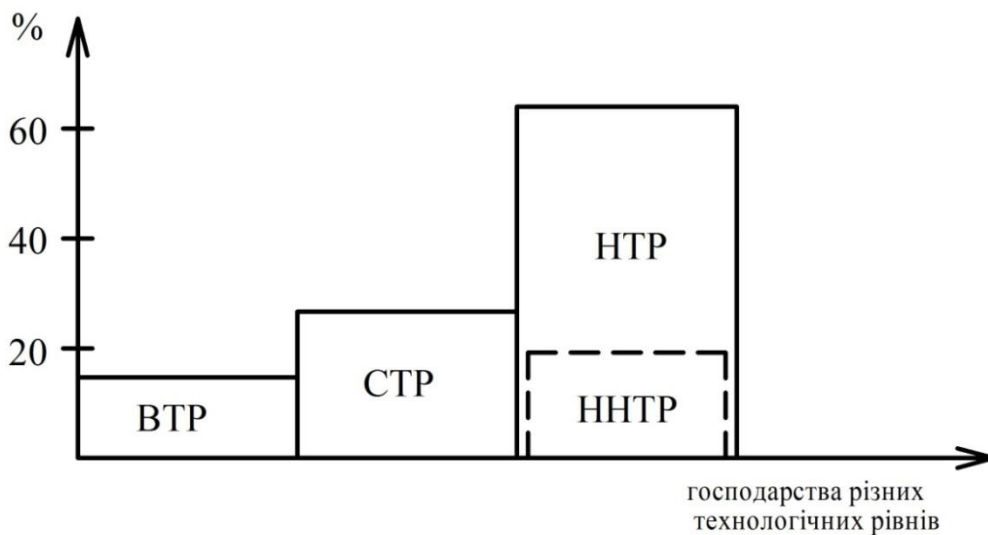 %
60
40
20
ВТР
СТР
НТР
ННТР
господарства різних
технологічних рівнів